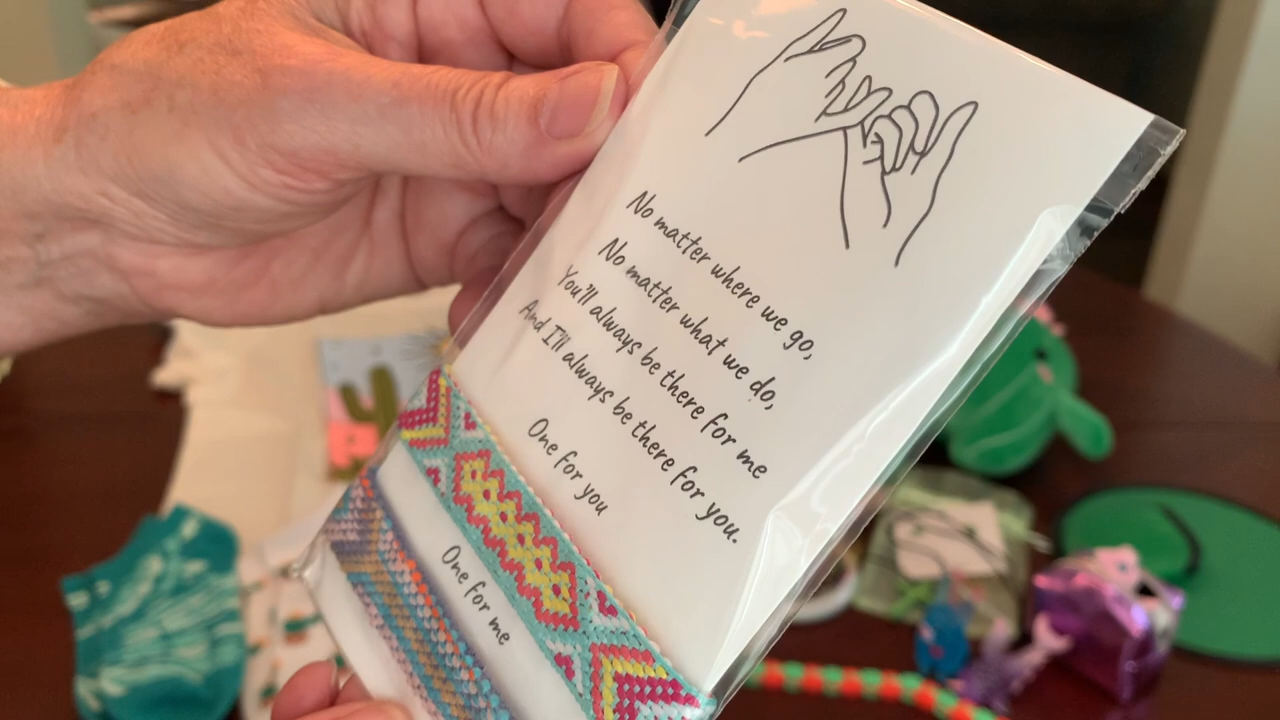 No matter where we go,
No matter what we do,
You'll always be there for me
And I'll always be there for you.
One for you
One for me